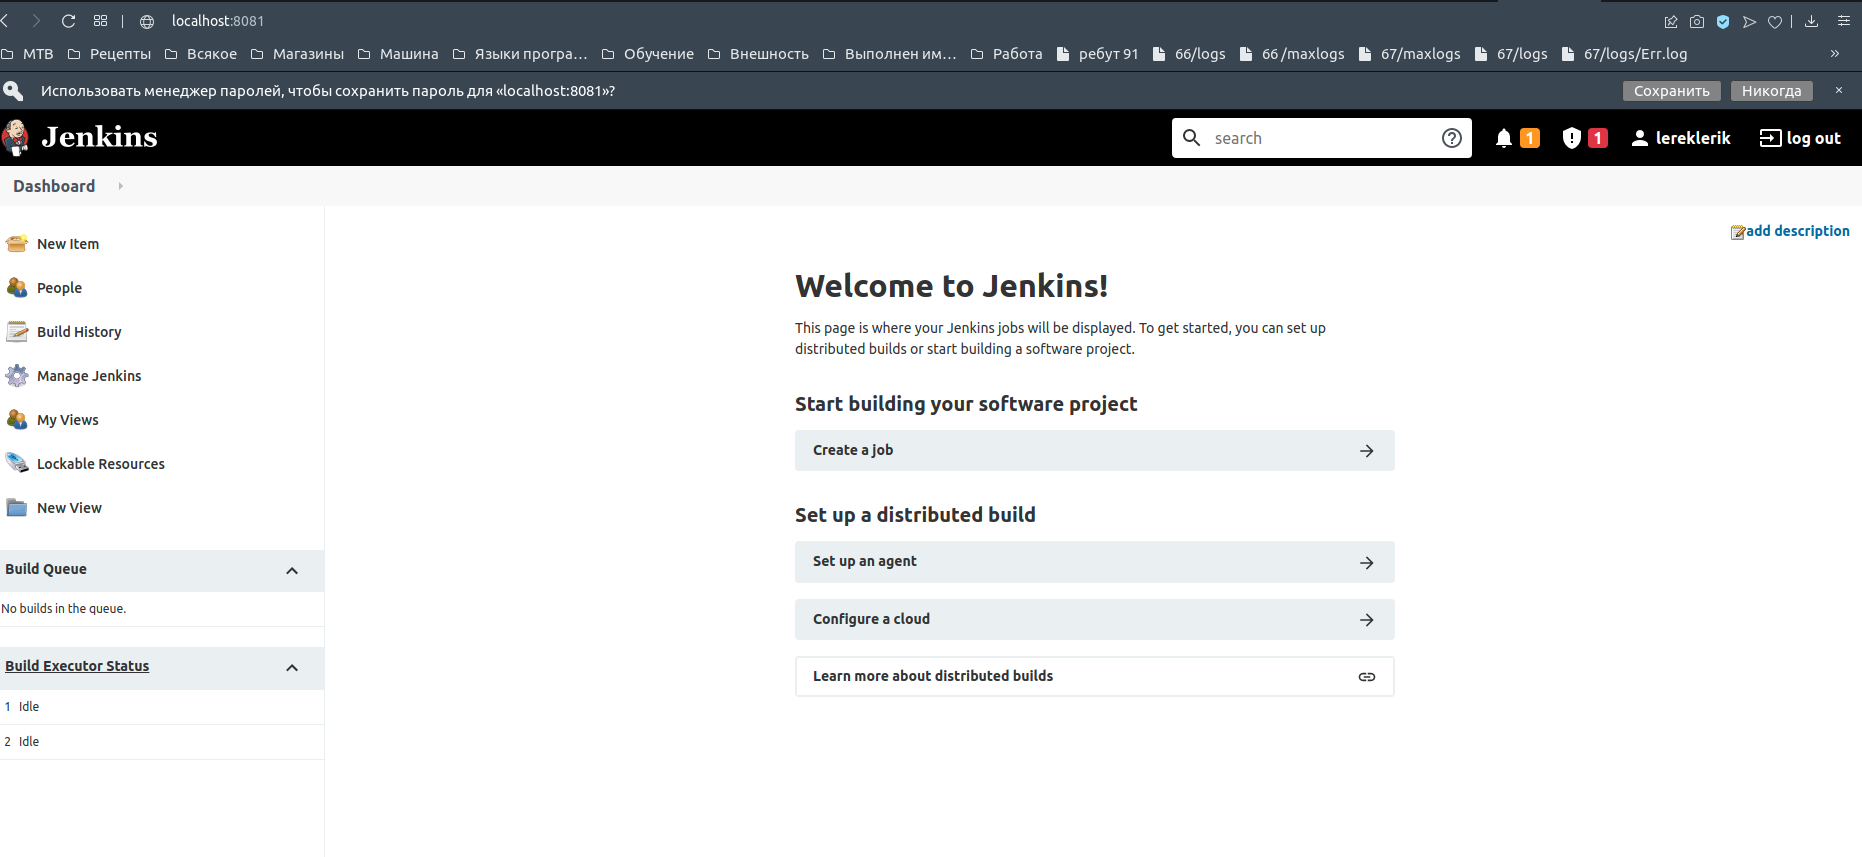 localhost:8081
МТВ Рецепты Всякое Магазины Машина Языки програ... Обучение Внешность Выполнен им... Работа ребут 91 66/logs 66 /maxlogs 67/maxlogs 67/logs 67/logs/Err.log »
Использовать менеджер паролей, чтобы сохранить пароль для «localhost:8081»? Сохранить Никогда ×
Jenkins search 1 1 lereklerik log out
Dashboard
New Item
People
Build History
Manage Jenkins
My Views
Lockable Resources
New View
Build Queue
No builds in the queue.
Build Executor Status
1 Idle
2 Idle
add description
Welcome to Jenkins!
This page is where your Jenkins jobs will be displayed. To get started, you can set up
distributed builds or start building a software project.
Start building your software project
Create a job
Set up a distributed build
Set up an agent
Configure a cloud
Learn more about distributed builds